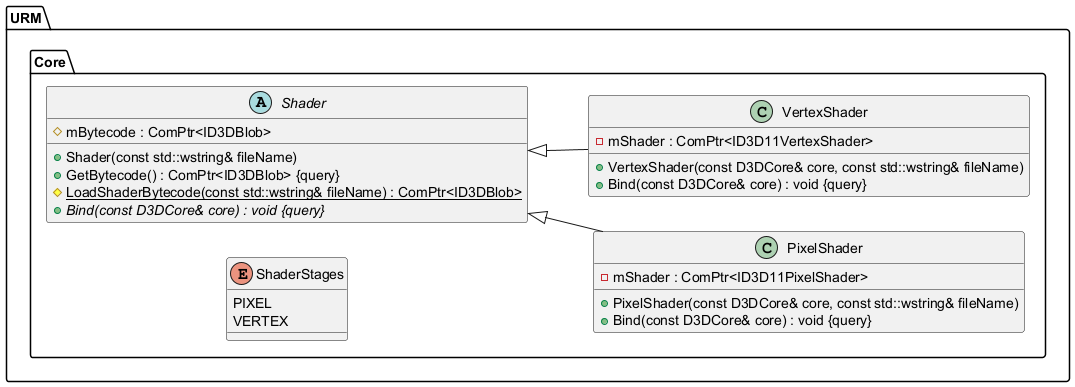 URM
Core
A Shader
mBytecode : ComPtr<ID3DBlob>
Shader(const std::wstring& fileName)
GetBytecode() : ComPtr<ID3DBlob> {query}
LoadShaderBytecode(const std::wstring& fileName) : ComPtr<ID3DBlob>
Bind(const D3DCore& core) : void {query}
C VertexShader
mShader : ComPtr<ID3D11VertexShader>
VertexShader(const D3DCore& core, const std::wstring& fileName)
Bind(const D3DCore& core) : void {query}
C PixelShader
mShader : ComPtr<ID3D11PixelShader>
PixelShader(const D3DCore& core, const std::wstring& fileName)
Bind(const D3DCore& core) : void {query}
E ShaderStages
PIXEL
VERTEX